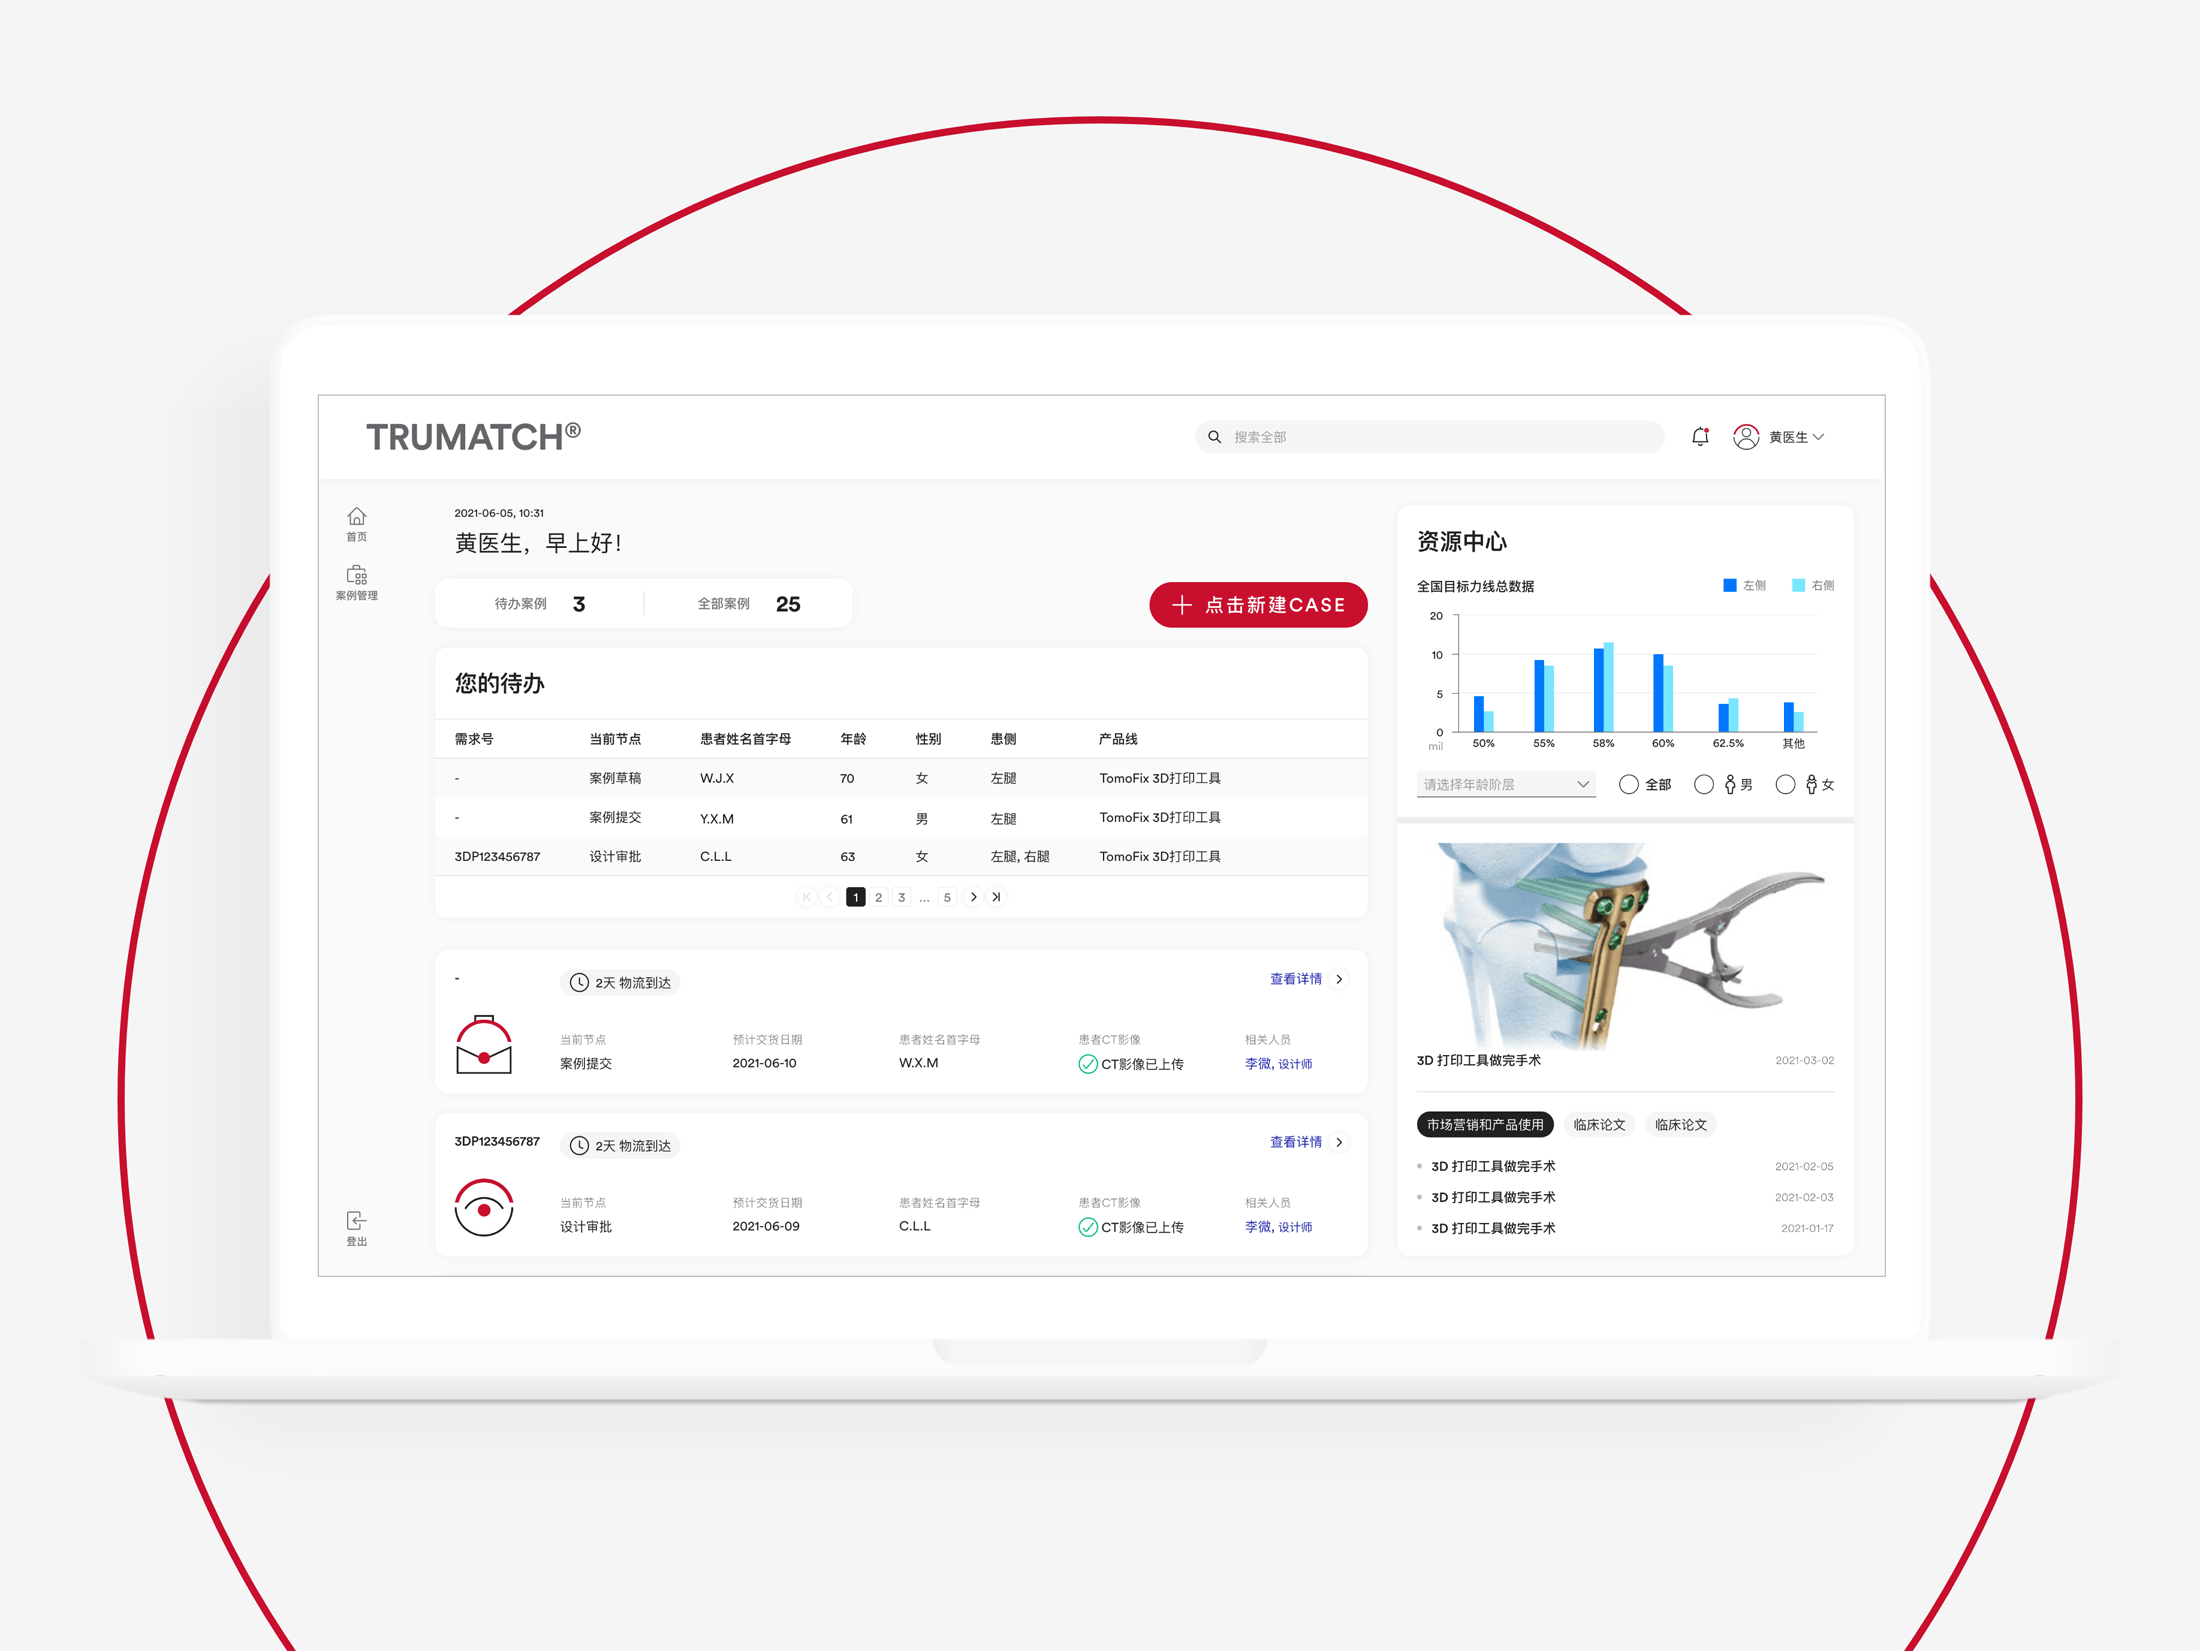 TRUMATCH®
搜索全部
黄医生
首页
案例管理
登出
2021-06-05, 10:31
黄医生，早上好！
待办案例 3 全部案例 25
点击新建CASE
您的待办
需求号 当前节点 患者姓名首字母 年龄 性别 患侧 产品线
- 案例草稿 W.J.X 70 女 左腿 TomoFix 3D打印工具
- 案例提交 Y.X.M 61 男 左腿 TomoFix 3D打印工具
3DP123456787 设计审批 C.L.L 63 女 左腿, 右腿 TomoFix 3D打印工具
1 2 3 ... 5
- 2天 物流到达 查看详情
当前节点 预计交货日期 患者姓名首字母 患者CT影像 相关人员
案例提交 2021-06-10 W.X.M CT影像已上传 李微, 设计师
3DP123456787 2天 物流到达 查看详情
当前节点 预计交货日期 患者姓名首字母 患者CT影像 相关人员
设计审批 2021-06-09 C.L.L CT影像已上传 李微, 设计师
资源中心
全国目标力线总数据 左侧 右侧
20
10
5
0
mil
50% 55% 58% 60% 62.5% 其他
请选择年龄阶层 全部 男 女
3D 打印工具做完手术 2021-03-02
市场营销和产品使用 临床论文 临床论文
3D 打印工具做完手术 2021-02-05
3D 打印工具做完手术 2021-02-03
3D 打印工具做完手术 2021-01-17